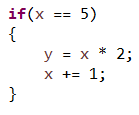 if(x == 5)
{
    y = x * 2;
    x += 1;
}